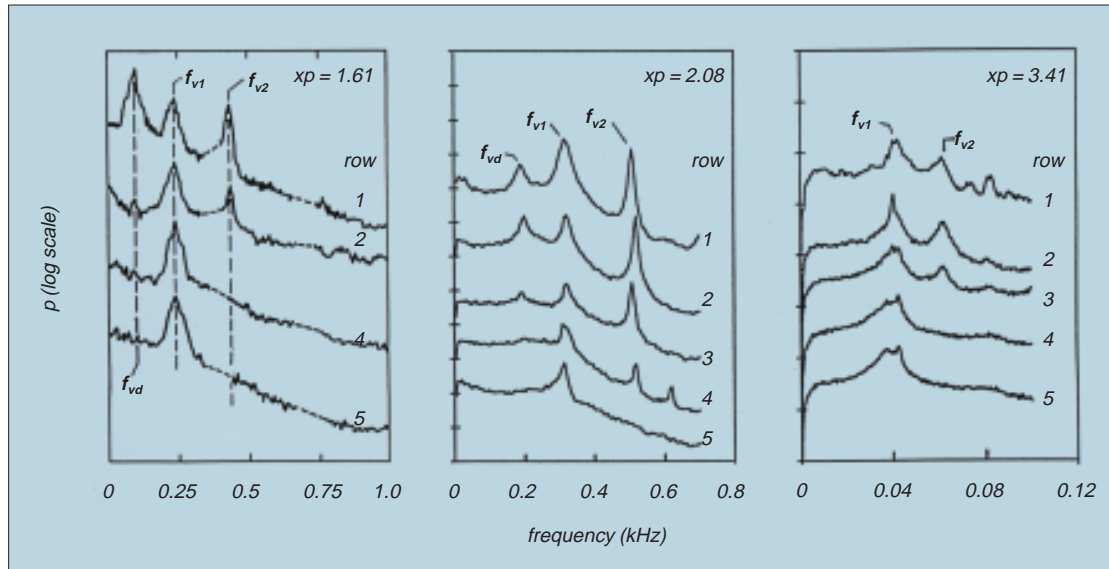 xp = 1.61
f_v1
f_v2
row
1
2
4
5
f_vd
0
0.25
0.5
0.75
1.0
xp = 2.08
f_v1
f_v2
f_vd
row
1
2
3
4
5
0
0.2
0.4
0.6
0.8
xp = 3.41
f_v1
f_v2
row
1
2
3
4
5
0
0.04
0.08
0.12
p (log scale)
frequency (kHz)